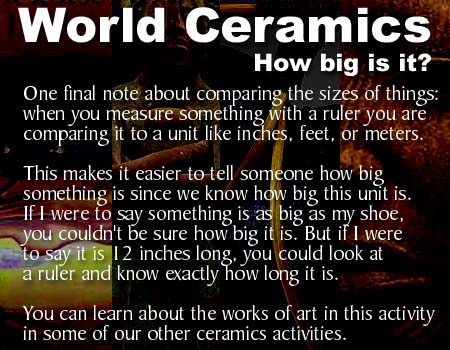 World Ceramics
How big is it?
One final note about comparing the sizes of things:
when you measure something with a ruler you are
comparing it to a unit like inches, feet, or meters.
This makes it easier to tell someone how big
something is since we know how big this unit is.
If I were to say something is as big as my shoe,
you couldn't be sure how big it is. But if I were
to say it is 12 inches long, you could look at
a ruler and know exactly how long it is.
You can learn about the works of art in this activity
in some of our other ceramics activities.